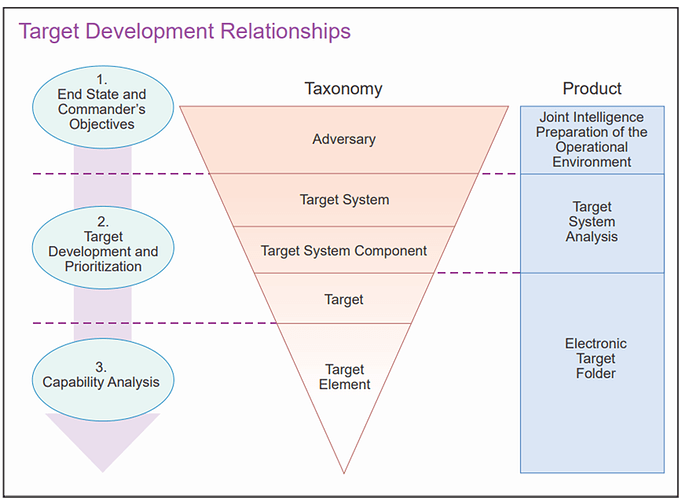 Target Development Relationships
1.
End State and
Commander's
Objectives
2.
Target
Development and
Prioritization
3.
Capability Analysis
Taxonomy
Adversary
Target System
Target System Component
Target
Target
Element
Product
Joint Intelligence
Preparation of the
Operational
Environment
Target
System
Analysis
Electronic
Target
Folder